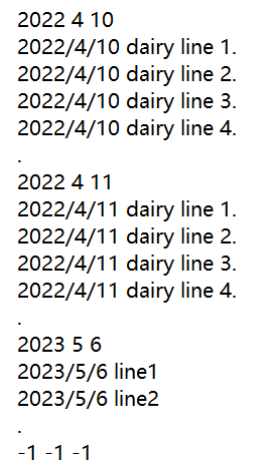 2022 4 10
2022/4/10 dairy line 1.
2022/4/10 dairy line 2.
2022/4/10 dairy line 3.
2022/4/10 dairy line 4.
.
2022 4 11
2022/4/11 dairy line 1.
2022/4/11 dairy line 2.
2022/4/11 dairy line 3.
2022/4/11 dairy line 4.
.
2023 5 6
2023/5/6 line1
2023/5/6 line2
.
-1 -1 -1